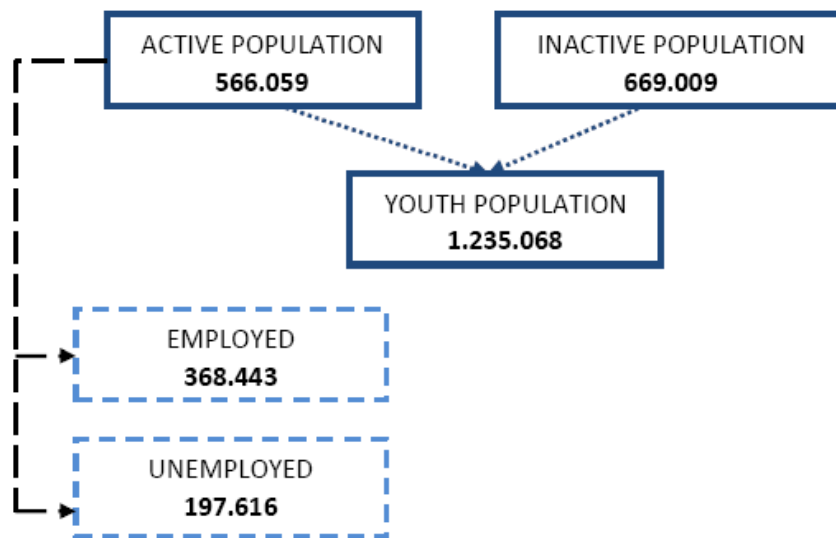 ACTIVE POPULATION
566.059
INACTIVE POPULATION
669.009
YOUTH POPULATION
1.235.068
EMPLOYED
368.443
UNEMPLOYED
197.616